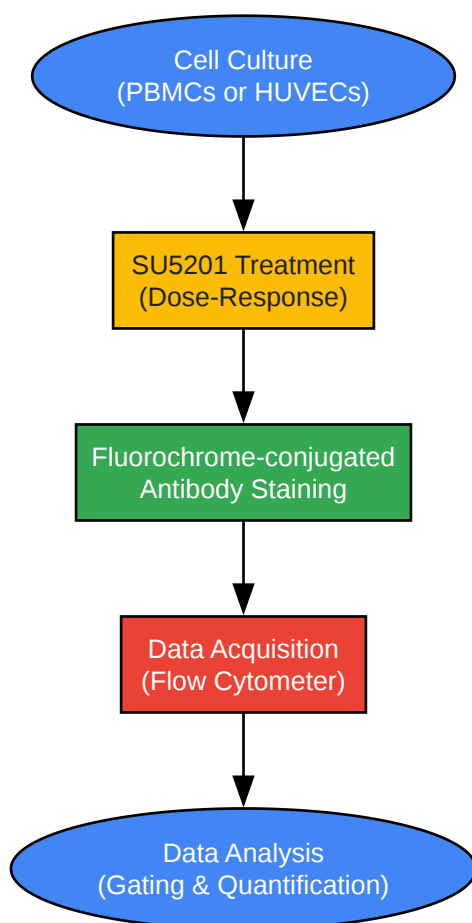 Cell Culture
(PBMCs or HUVECs)
SU5201 Treatment
(Dose-Response)
Fluorochrome-conjugated
Antibody Staining
Data Acquisition
(Flow Cytometer)
Data Analysis
(Gating & Quantification)